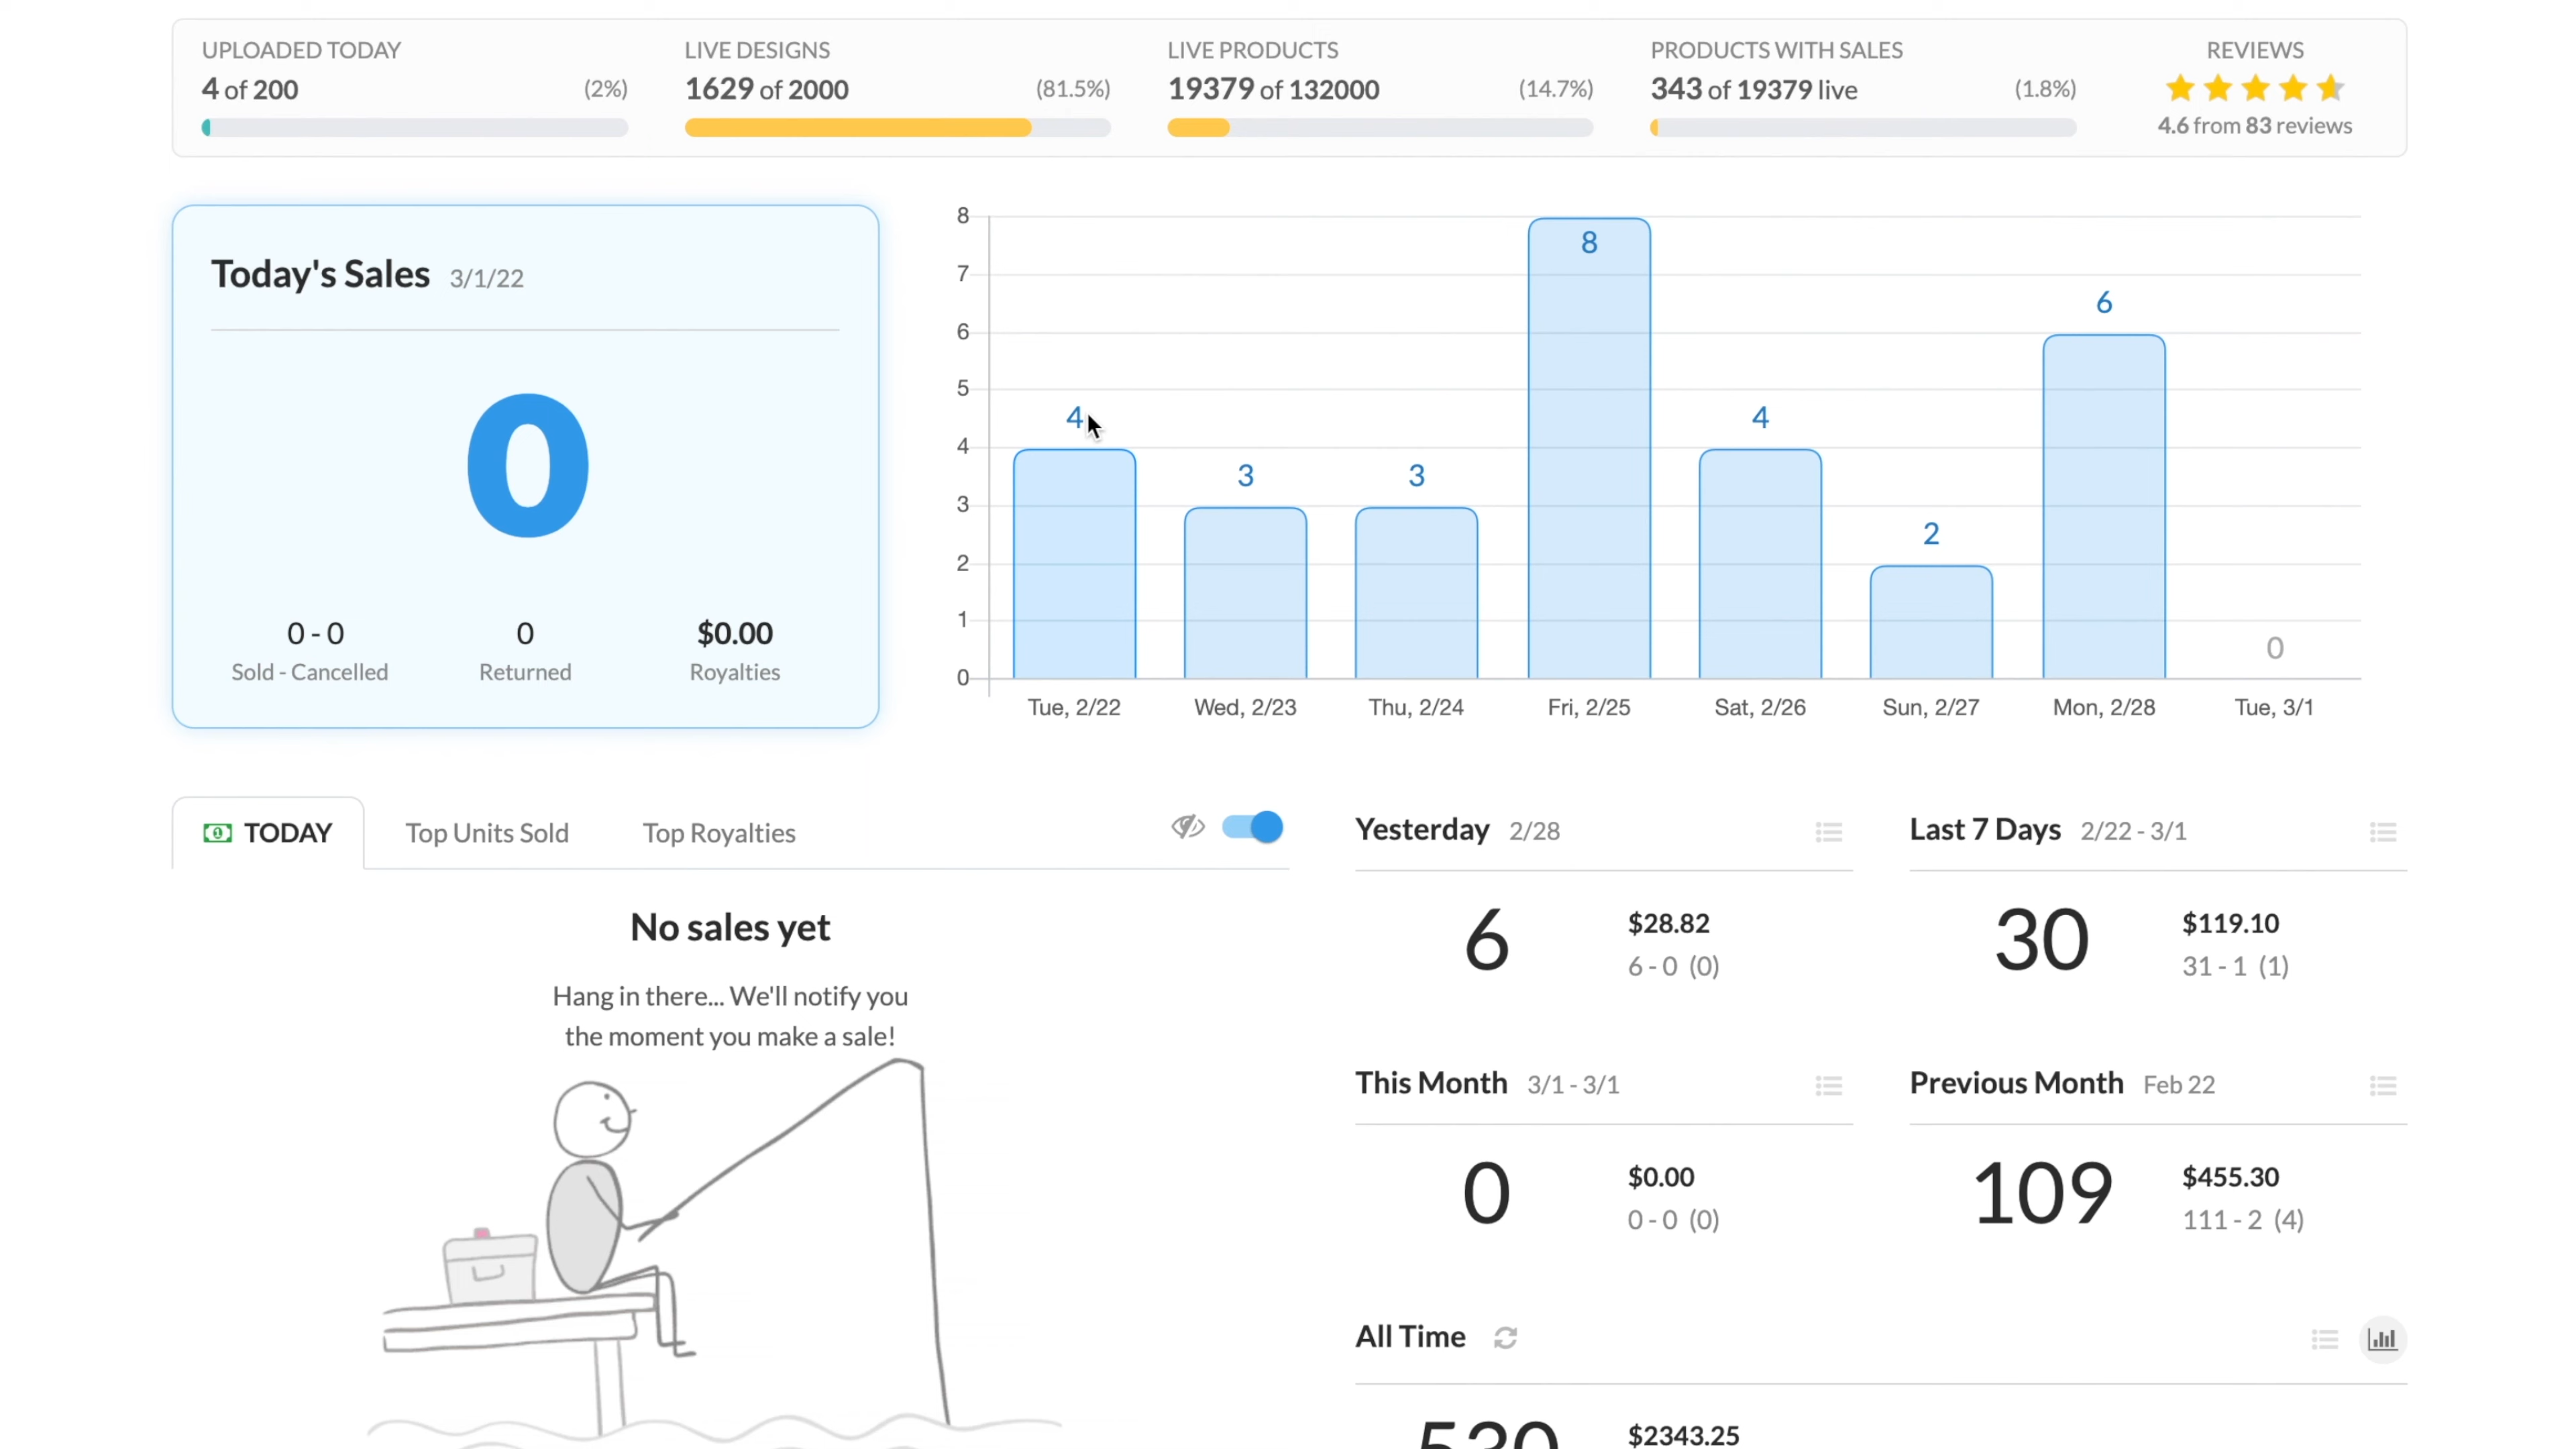 UPLOADED TODAY
4 of 200 (2%)
LIVE DESIGNS
1629 of 2000 (81.5%)
LIVE PRODUCTS
19379 of 132000 (14.7%)
PRODUCTS WITH SALES
343 of 19379 live (1.8%)
REVIEWS
4.6 from 83 reviews
Today's Sales 3/1/22
0
0 - 0
Sold - Cancelled
0
Returned
$0.00
Royalties
8
7
6
5
4
3
2
1
0
4
3
3
8
4
2
6
0
Tue, 2/22
Wed, 2/23
Thu, 2/24
Fri, 2/25
Sat, 2/26
Sun, 2/27
Mon, 2/28
Tue, 3/1
TODAY
Top Units Sold
Top Royalties
No sales yet
Hang in there... We'll notify you
the moment you make a sale!
Yesterday 2/28
6
$28.82
6 - 0 (0)
Last 7 Days 2/22 - 3/1
30
$119.10
31 - 1 (1)
This Month 3/1 - 3/1
0
$0.00
0 - 0 (0)
Previous Month Feb 22
109
$455.30
111 - 2 (4)
All Time
$2343.25